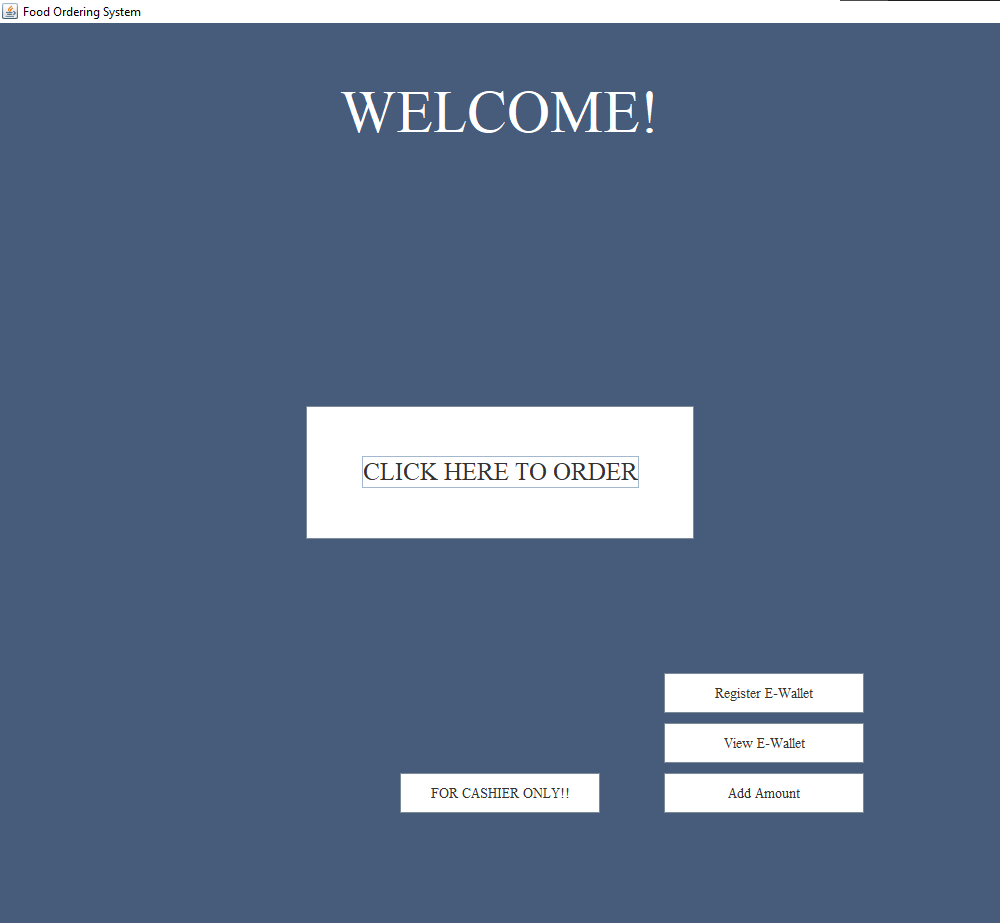 Food Ordering System
WELCOME!
CLICK HERE TO ORDER
Register E-Wallet
View E-Wallet
FOR CASHIER ONLY!!
Add Amount